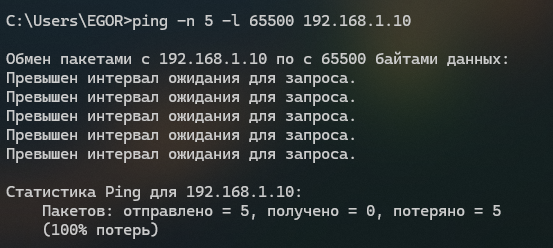 C:\Users\EGOR>ping -n 5 -l 65500 192.168.1.10
Обмен пакетами с 192.168.1.10 по с 65500 байтами данных:
Превышен интервал ожидания для запроса.
Превышен интервал ожидания для запроса.
Превышен интервал ожидания для запроса.
Превышен интервал ожидания для запроса.
Превышен интервал ожидания для запроса.
Статистика Ping для 192.168.1.10:
Пакетов: отправлено = 5, получено = 0, потеряно = 5
(100% потерь)